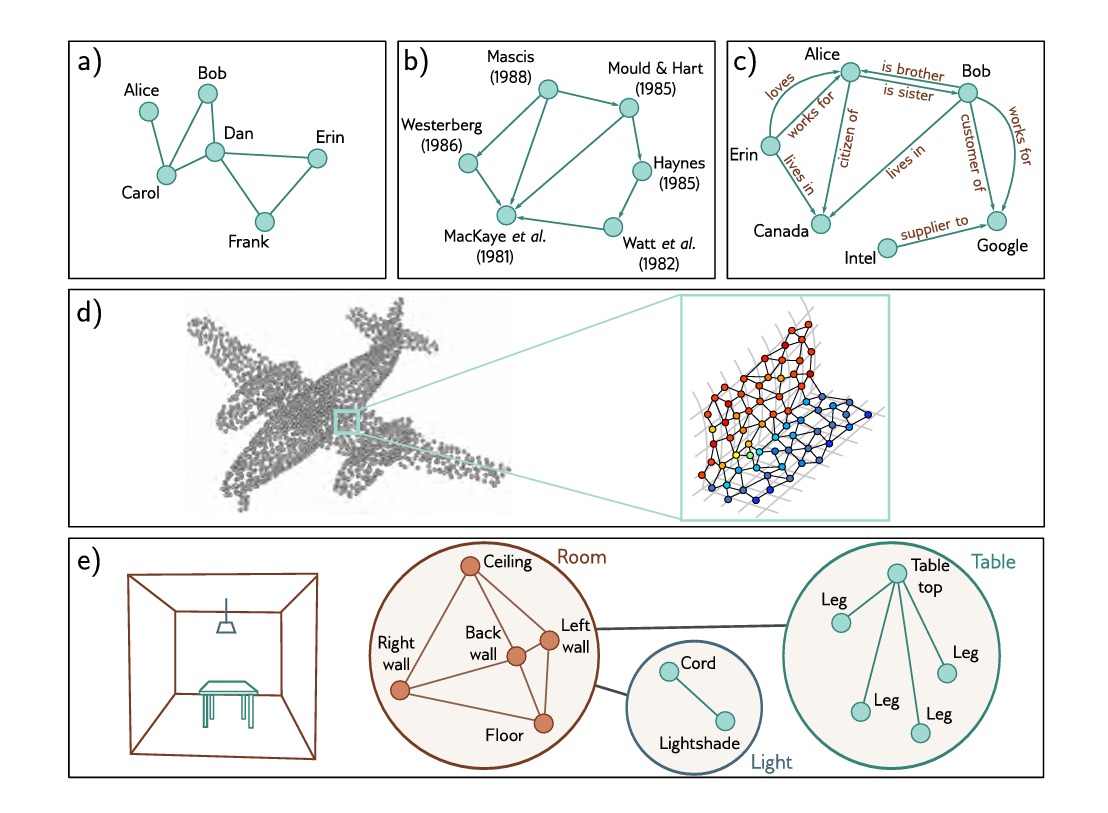 a)
Alice
Bob
Dan
Erin
Carol
Frank
b)
Mascis
(1988)
Mould & Hart
(1985)
Westerberg
(1986)
Haynes
(1985)
MacKaye et al.
(1981)
Watt et al.
(1982)
c)
Alice
Bob
is brother
is sister
loves
works for
works for
Erin
citizen of
customer of
lives in
lives in
Canada
supplier to
Intel
Google
d)
e)
Room
Ceiling
Right
wall
Back
wall
Left
wall
Floor
Cord
Lightshade
Light
Table
Table
top
Leg
Leg
Leg
Leg